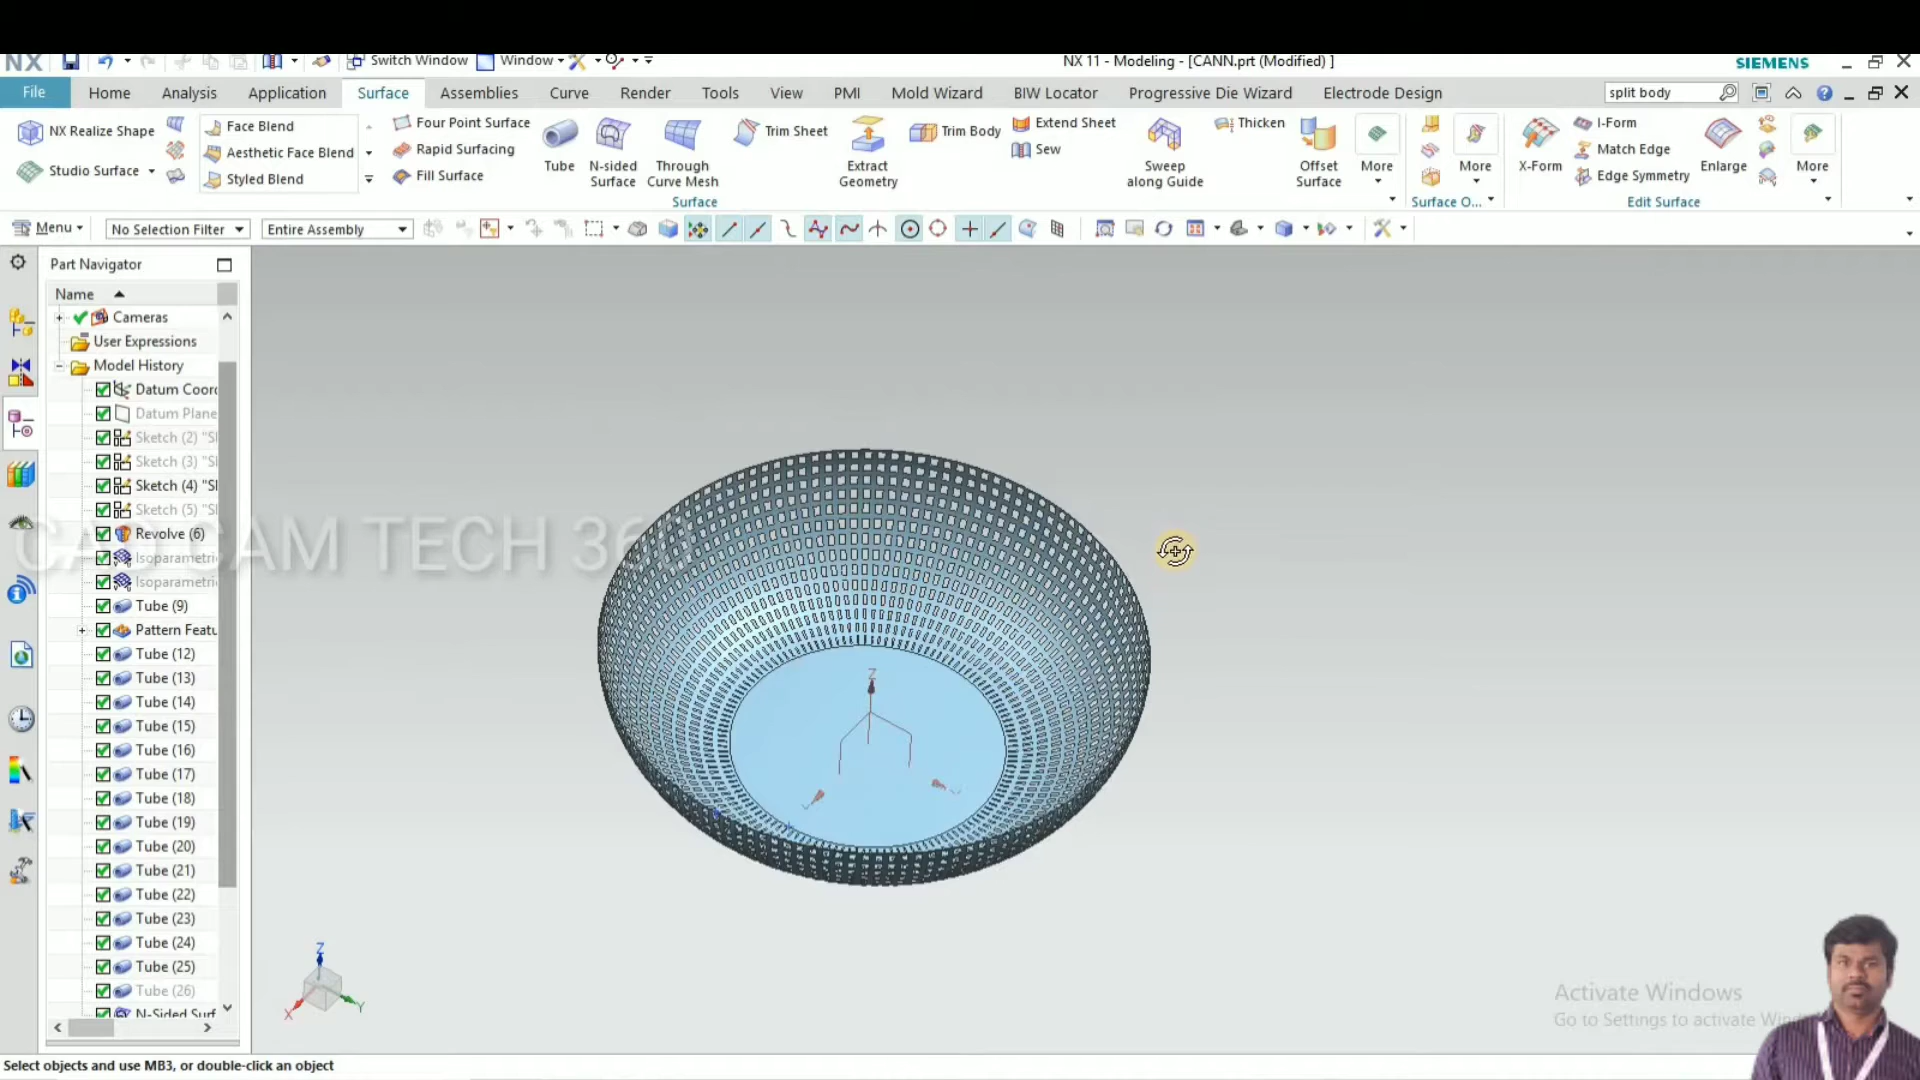 NX
Switch Window
Window
NX 11 - Modeling - [CANN.prt (Modified) ]
SIEMENS
File
Home
Analysis
Application
Surface
Assemblies
Curve
Render
Tools
View
PMI
Mold Wizard
BIW Locator
Progressive Die Wizard
Electrode Design
split body
NX Realize Shape
Studio Surface
Face Blend
Aesthetic Face Blend
Styled Blend
Four Point Surface
Rapid Surfacing
Fill Surface
Tube
N-sided
Surface
Through
Curve Mesh
Trim Sheet
Extract
Geometry
Trim Body
Extend Sheet
Sew
Sweep
along Guide
Thicken
Offset
Surface
More
More
X-Form
I-Form
Match Edge
Edge Symmetry
Enlarge
More
Surface
Surface O...
Edit Surface
Menu
No Selection Filter
Entire Assembly
Part Navigator
Name
Cameras
User Expressions
Model History
Datum Coor
Datum Plane
Sketch (2) "S
Sketch (3) "S
Sketch (4) "S
Sketch (5) "S
Revolve (6)
Isoparametri
Isoparametri
Tube (9)
Pattern Featu
Tube (12)
Tube (13)
Tube (14)
Tube (15)
Tube (16)
Tube (17)
Tube (18)
Tube (19)
Tube (20)
Tube (21)
Tube (22)
Tube (23)
Tube (24)
Tube (25)
Tube (26)
N-Sided Surf
CAD CAM TECH 360
Z
Z
X
Y
Activate Windows
Go to Settings to activate Win
Select objects and use MB3, or double-click an object